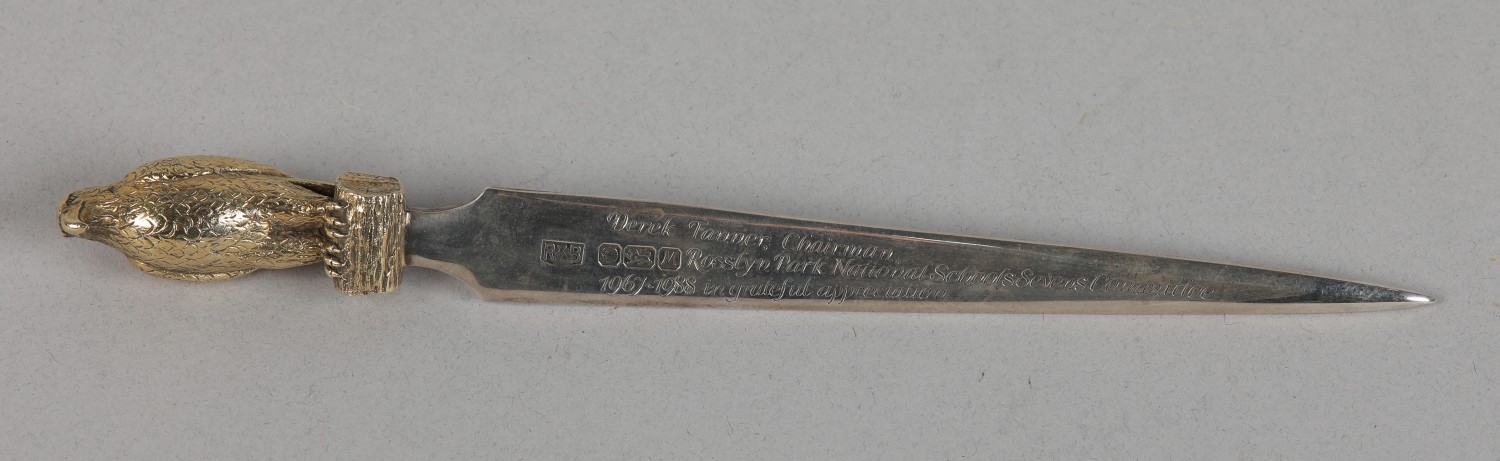 Derek Tanner, Chairman
Rosslyn Park National Schools Sevens Committee
1967-1988 in grateful appreciation